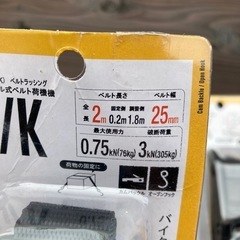 ベルトラッシング
ル式ベルト荷機機
/K
ベルト長さ ベルト幅
全長 2m 固定側 0.2m 調整側 1.8m 25mm
最大使用力 破断荷重
0.75kN(76kg) 3kN(305kg)
荷物の固定に
カムバックル オープンフック
Cam Buckle / Open Hook
バイク